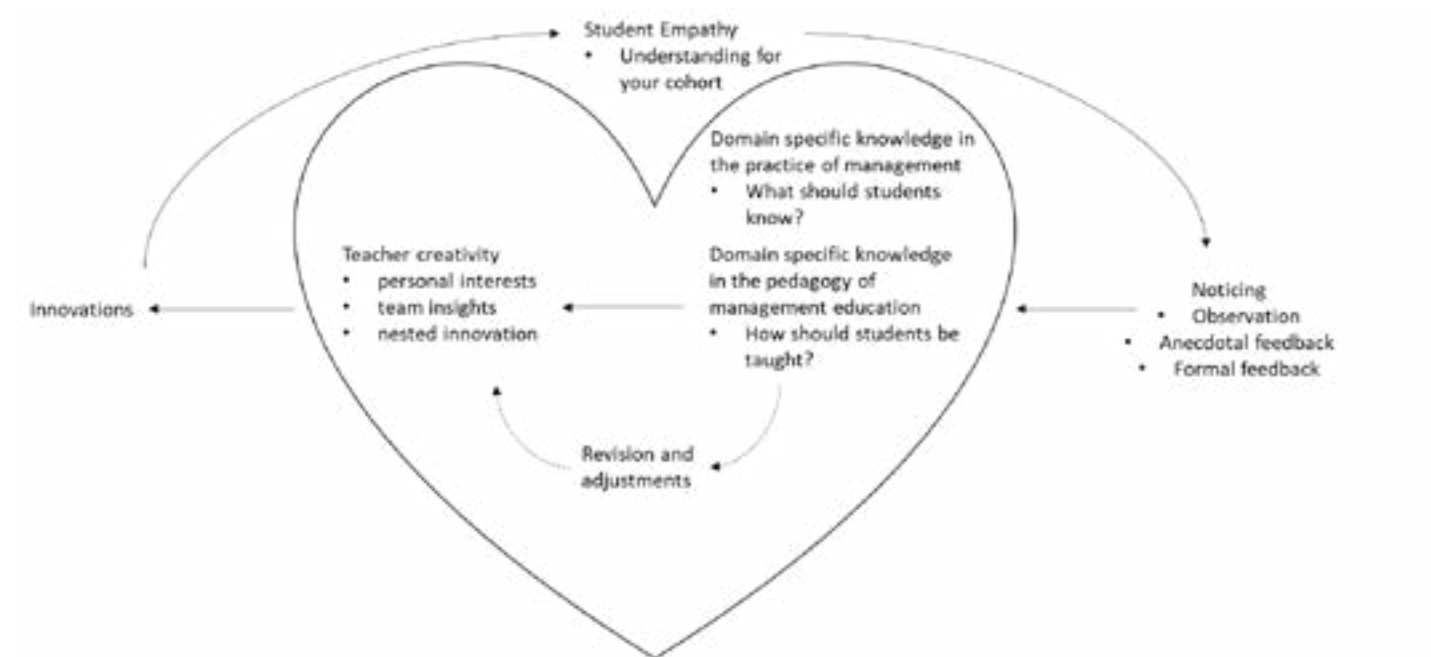 Student Empathy
• Understanding for
your cohort
Domain specific knowledge in
the practice of management
• What should students
know?
Teacher creativity
• personal interests
• team insights
• nested innovation
Domain specific knowledge
in the pedagogy of
management education
• How should students be
taught?
Innovations
Noticing
• Observation
• Anecdotal feedback
• Formal feedback
Revision and
adjustments